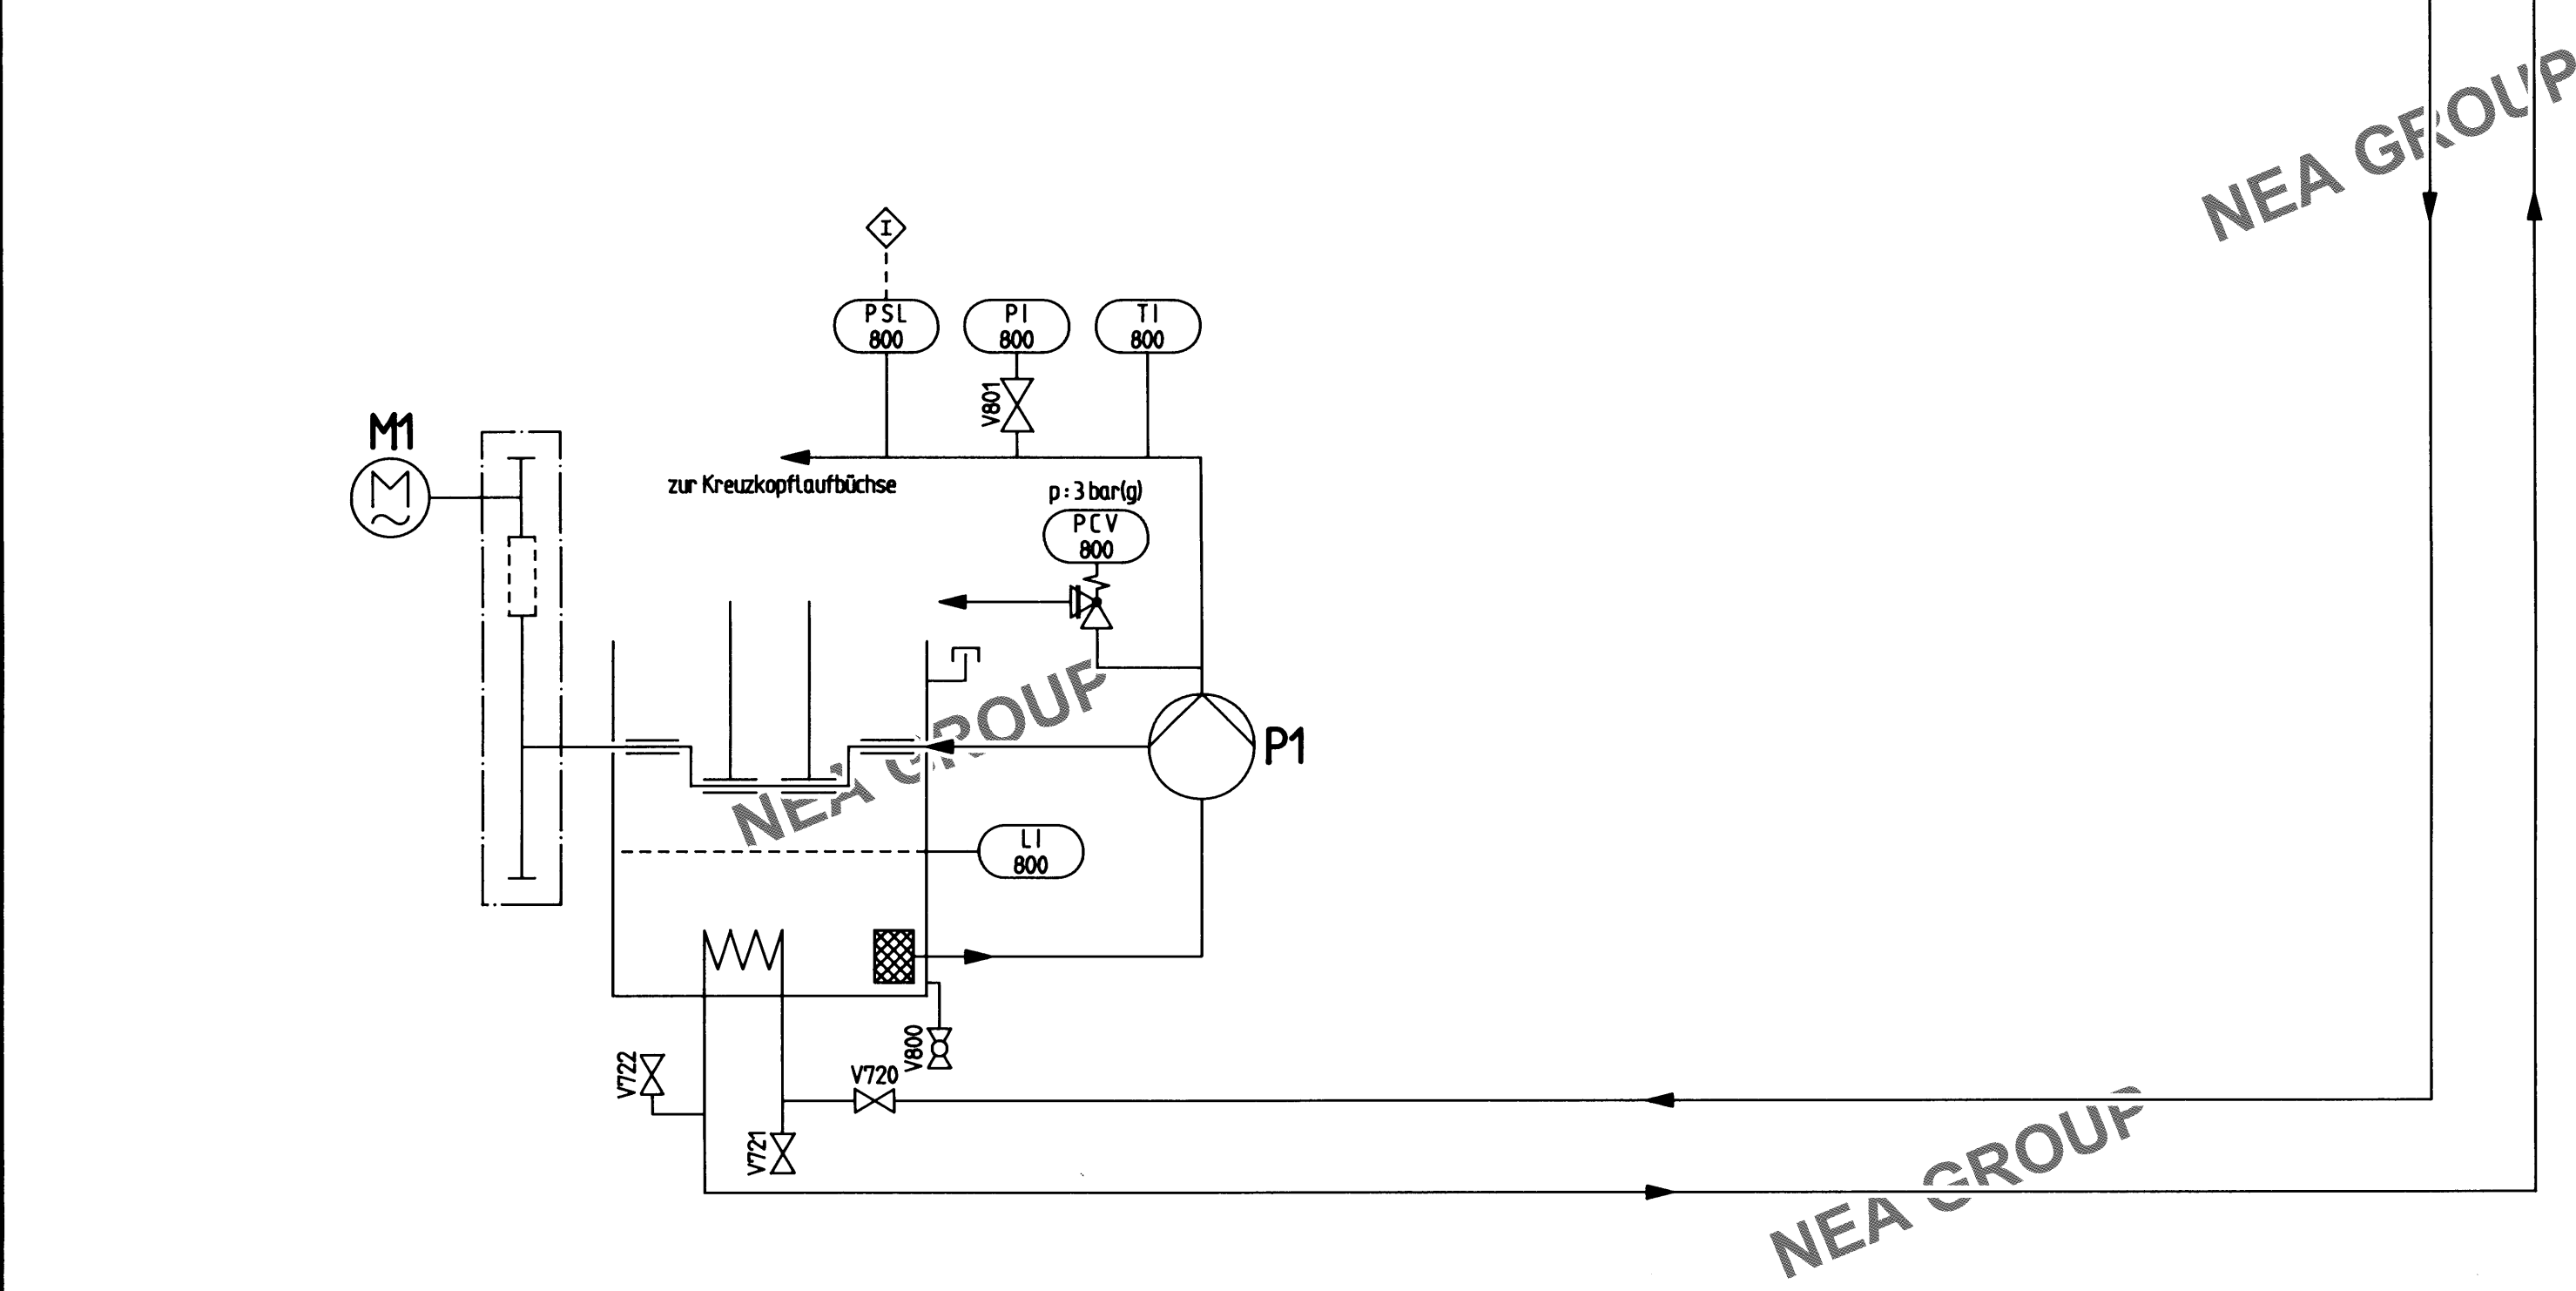 NEA GROUP
I
PSL
800
PI
800
TI
800
V801
M1
M
zur Kreuzkopflaufbüchse
p: 3 bar(g)
PCV
800
NEA GROUP
P1
LI
800
V800
V722
V720
V721
NEA GROUP